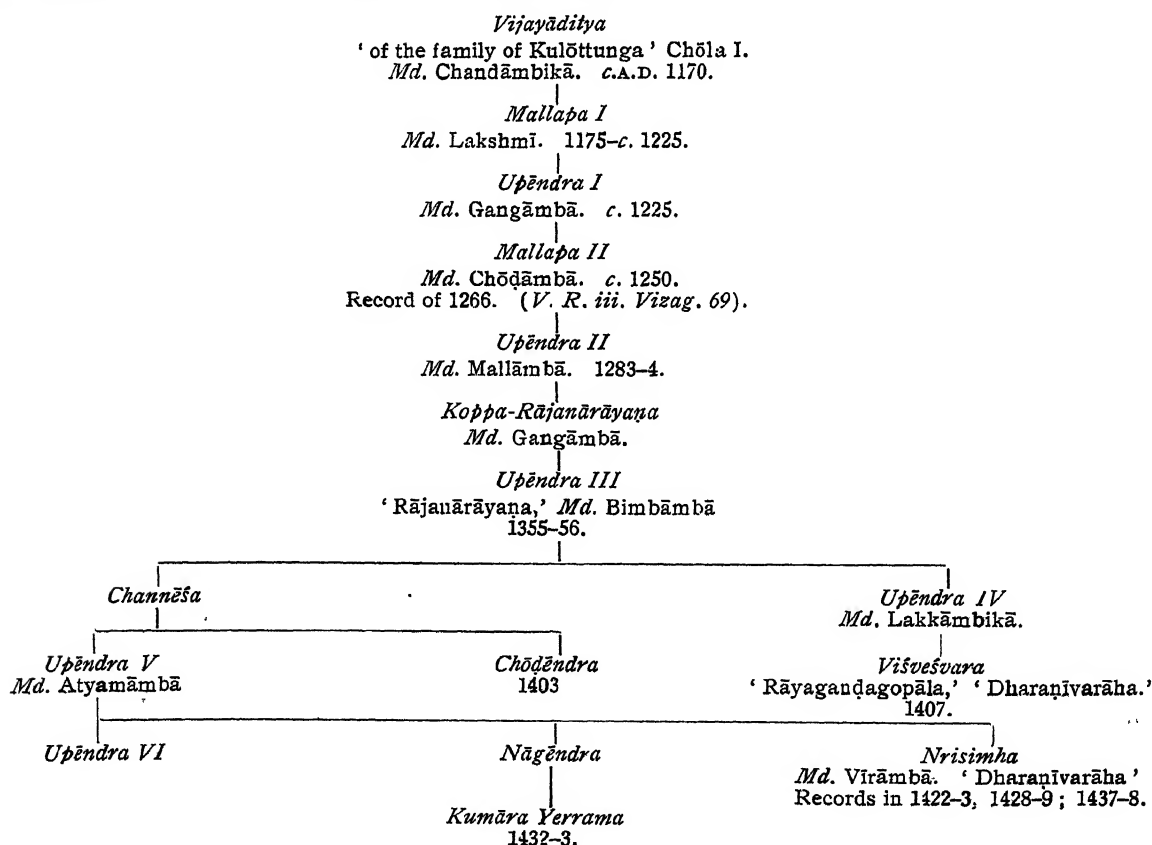 Vijayāditya
‘ of the family of Kulōttunga ’ Chōla I.
Md. Chandāmbikā. c.A.D. 1170.
Mallapa I
Md. Lakshmī. 1175–c. 1225.
Upēndra I
Md. Gangāmbā. c. 1225.
Mallapa II
Md. Chōḍāmbā. c. 1250.
Record of 1266. (V. R. iii. Vizag. 69).
Upēndra II
Md. Mallāmbā. 1283–4.
Koppa-Rājanārāyaṇa
Md. Gangāmbā.
Upēndra III
‘ Rājanārāyaṇa,’ Md. Bimbāmbā
1355–56.
Channēśa
Upēndra IV
Md. Lakkāmbikā.
Upēndra V
Md. Atyamāmbā
Chōḍēndra
1403
Viśveśvara
‘ Rāyagaṇḍagopāla,’ ‘ Dharaṇīvarāha.’
1407.
Upēndra VI
Nāgēndra
Nrisimha
Md. Vīrāmbā. ‘ Dharaṇīvarāha ’
Records in 1422–3, 1428–9 ; 1437–8.
Kumāra Yerrama
1432–3.